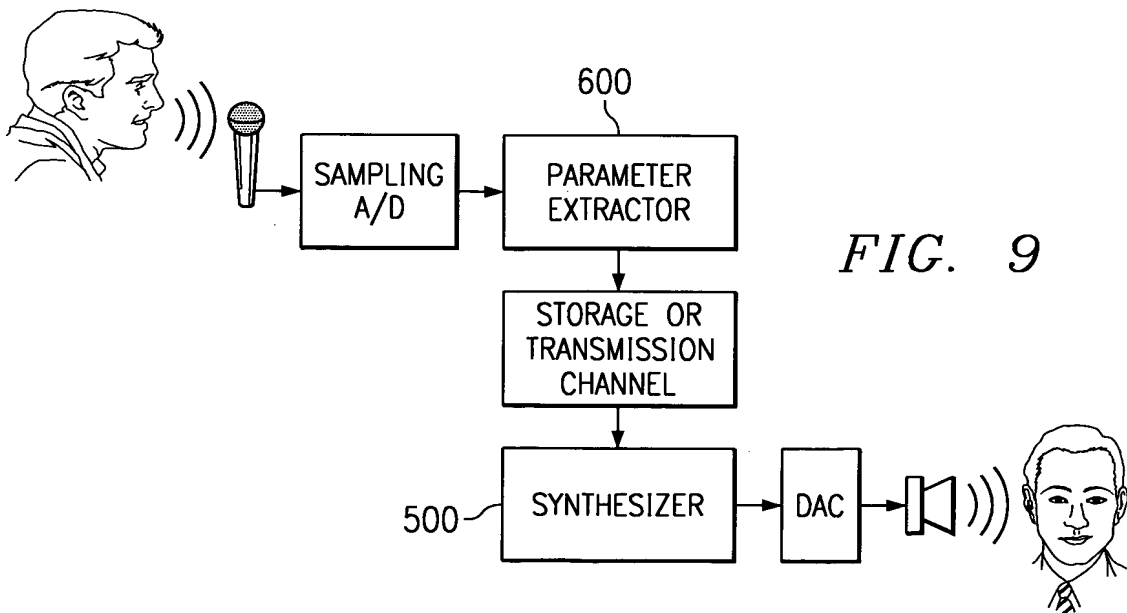 600
SAMPLING
A/D
PARAMETER
EXTRACTOR
FIG. 9
STORAGE OR
TRANSMISSION
CHANNEL
500
SYNTHESIZER
DAC